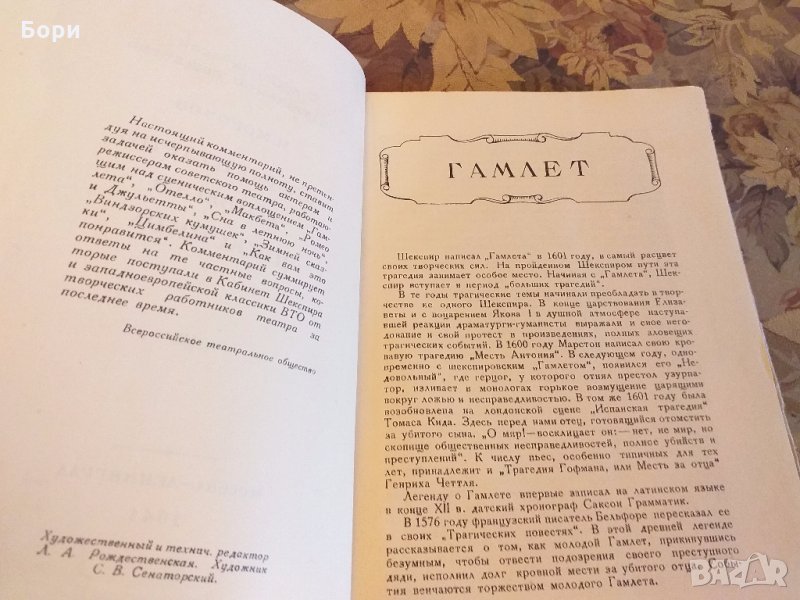 Бори
Настоящий комментарий, не претен-
дуя на исчерпывающую полноту, ставит
задачей оказать помощь актерам и
режиссерам советского театра, работаю-
щим над сценическим воплощением „Гам-
лета“, „Отелло“, „Макбета“, „Ромео
и Джульетты“, „Сна в летнюю ночь“,
„Виндзорских кумушек“, „Зимней сказ-
ки“, „Цимбелина“ и „Как вам это
понравится“. Комментарий суммирует
ответы на те частные вопросы, ко-
торые поступали в Кабинет Шекспира
и западноевропейской классики ВТО от
творческих работников театра за
последнее время.
Всероссийское театральное общество
Художественный и технич. редактор
Л. А. Рождественская. Художник
С. В. Сенаторский.
ГАМЛЕТ
Шекспир написал „Гамлета“ в 1601 году, в самый расцвет
своих творческих сил. На пройденном Шекспиром пути эта
трагедия занимает особое место. Начиная с „Гамлета“, Шек-
спир вступает в период „больших трагедий“.
В те годы трагические темы начинали преобладать в твор-
честве не одного Шекспира. В конце царствования Елиза-
веты и с воцарением Якова I в душной атмосфере наступа-
вшей реакции драматурги-гуманисты выражали и свое него-
дование и свой протест в произведениях, полных зловещих
трагических событий. В 1600 году Марстон написал свою кро-
вавую трагедию „Месть Антонио“. В следующем году, одно-
временно с шекспировским „Гамлетом“, появился его „Не-
довольный“, где герцог, у которого отнял престол узурпа-
тор, изливает в монологах горькое возмущение царящими
вокруг ложью и несправедливостью. В том же 1601 году была
возобновлена на лондонской сцене „Испанская трагедия“
Томаса Кида. Здесь перед нами отец, готовящийся отомстить
за убитого сына. „О мир!—восклицает он:— нет, не мир, но
скопище общественных несправедливостей, полное убийств и
преступлений“. К числу пьес, особенно типичных для тех
лет, принадлежит и „Трагедия Гофмана, или Месть за отца“
Генриха Четтля.
Легенду о Гамлете впервые записал на латинском языке
в конце XII в. датский хронограф Саксон Грамматик.
В 1576 году французский писатель Бельфоре пересказал ее
в своих „Трагических повестях“. В этой древней легенде
рассказывается о том, как молодой Гамлет, прикинувшись
безумным, чтобы отвести подозрения своего преступного
дяди, исполнил долг кровной мести за убитого отца. Собы-
тия венчаются торжеством молодого Гамлета.
BAZAR